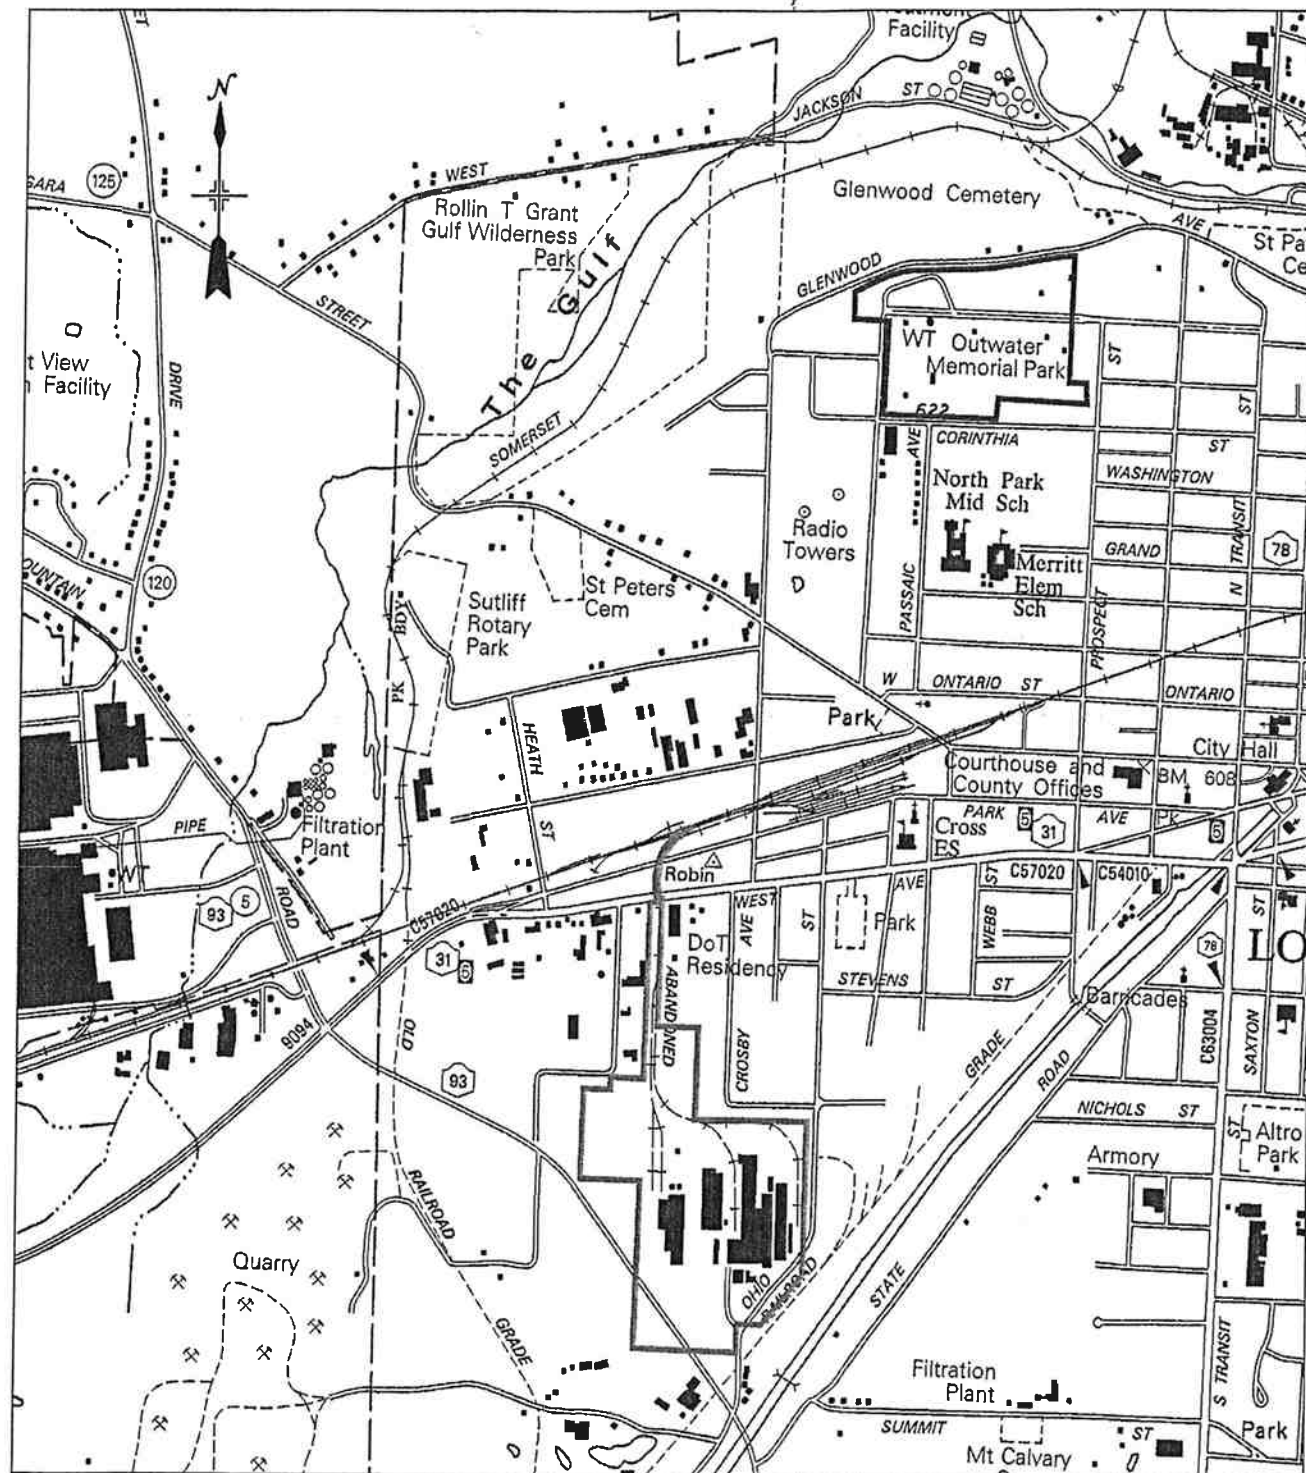 Facility
N
JACKSON
ST
125
WEST
Rollin T Grant
Gulf Wilderness
Park
Glenwood Cemetery
AVE
St Pa
Ce
STREET
The Gulf
GLENWOOD
t View
Facility
DRIVE
WT
Outwater
Memorial Park
ST
ST
622
SOMERSET
AVE
CORINTHIA
ST
WASHINGTON
North Park
Mid Sch
Radio
Towers
GRAND
N TRANSIT
78
OUNTAIN
120
Merritt
Elem
Sch
St Peters
Cem
Sutliff
Rotary
Park
PASSAIC
PROSPECT
PK
BDY
W
ONTARIO
ST
ONTARIO
Park
HEATH
ST
City Hall
Courthouse and
County Offices
BM 608
PARK
5
31
AVE
Pk
5
PIPE
Filtration
Plant
Cross
ES
Robin
C57020
C54010
WT
93
5
ROAD
C57020
WEST
AVE
ST
AVE
Park
WEBB
ST
ST
78
LO
31
5
DoT
Residency
STEVENS
ST
Barricades
9094
OLD
ABANDONED
CROSBY
GRADE
ROAD
C63004
SAXTON
93
NICHOLS
ST
ST
Altro
Park
Armory
RAILROAD
Quarry
OHIO
RAILROAD
STATE
GRADE
S TRANSIT
Filtration
Plant
SUMMIT
ST
Park
Mt Calvary